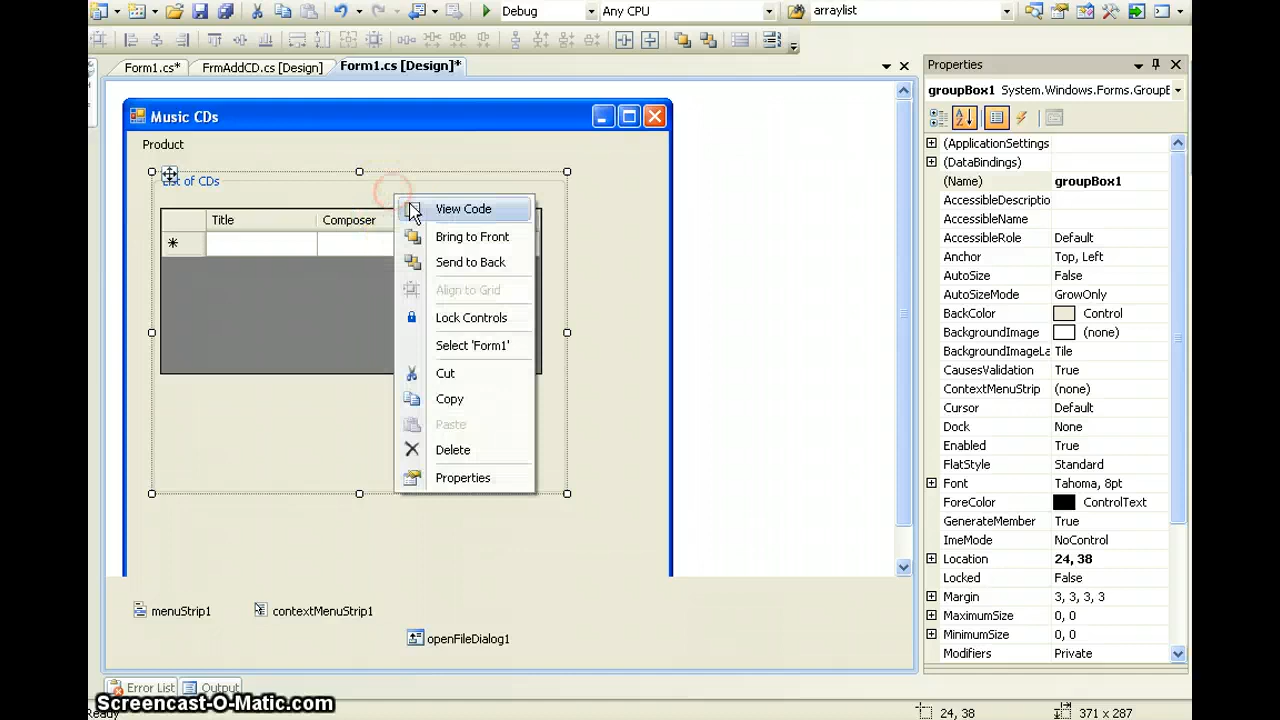 Debug
Any CPU
arraylist
Form1.cs*
FrmAddCD.cs [Design]
Form1.cs [Design]*
Music CDs
Product
List of CDs
Title
Composer
View Code
Bring to Front
Send to Back
Align to Grid
Lock Controls
Select 'Form1'
Cut
Copy
Paste
Delete
Properties
menuStrip1
contextMenuStrip1
openFileDialog1
Properties
groupBox1 System.Windows.Forms.GroupB
(ApplicationSettings
(DataBindings)
(Name) groupBox1
AccessibleDescriptio
AccessibleName
AccessibleRole Default
Anchor Top, Left
AutoSize False
AutoSizeMode GrowOnly
BackColor Control
BackgroundImage (none)
BackgroundImageLa Tile
CausesValidation True
ContextMenuStrip (none)
Cursor Default
Dock None
Enabled True
FlatStyle Standard
Font Tahoma, 8pt
ForeColor ControlText
GenerateMember True
ImeMode NoControl
Location 24, 38
Locked False
Margin 3, 3, 3, 3
MaximumSize 0, 0
MinimumSize 0, 0
Modifiers Private
Error List
Output
Screencast-O-Matic.com
Ready
24, 38
371 x 287